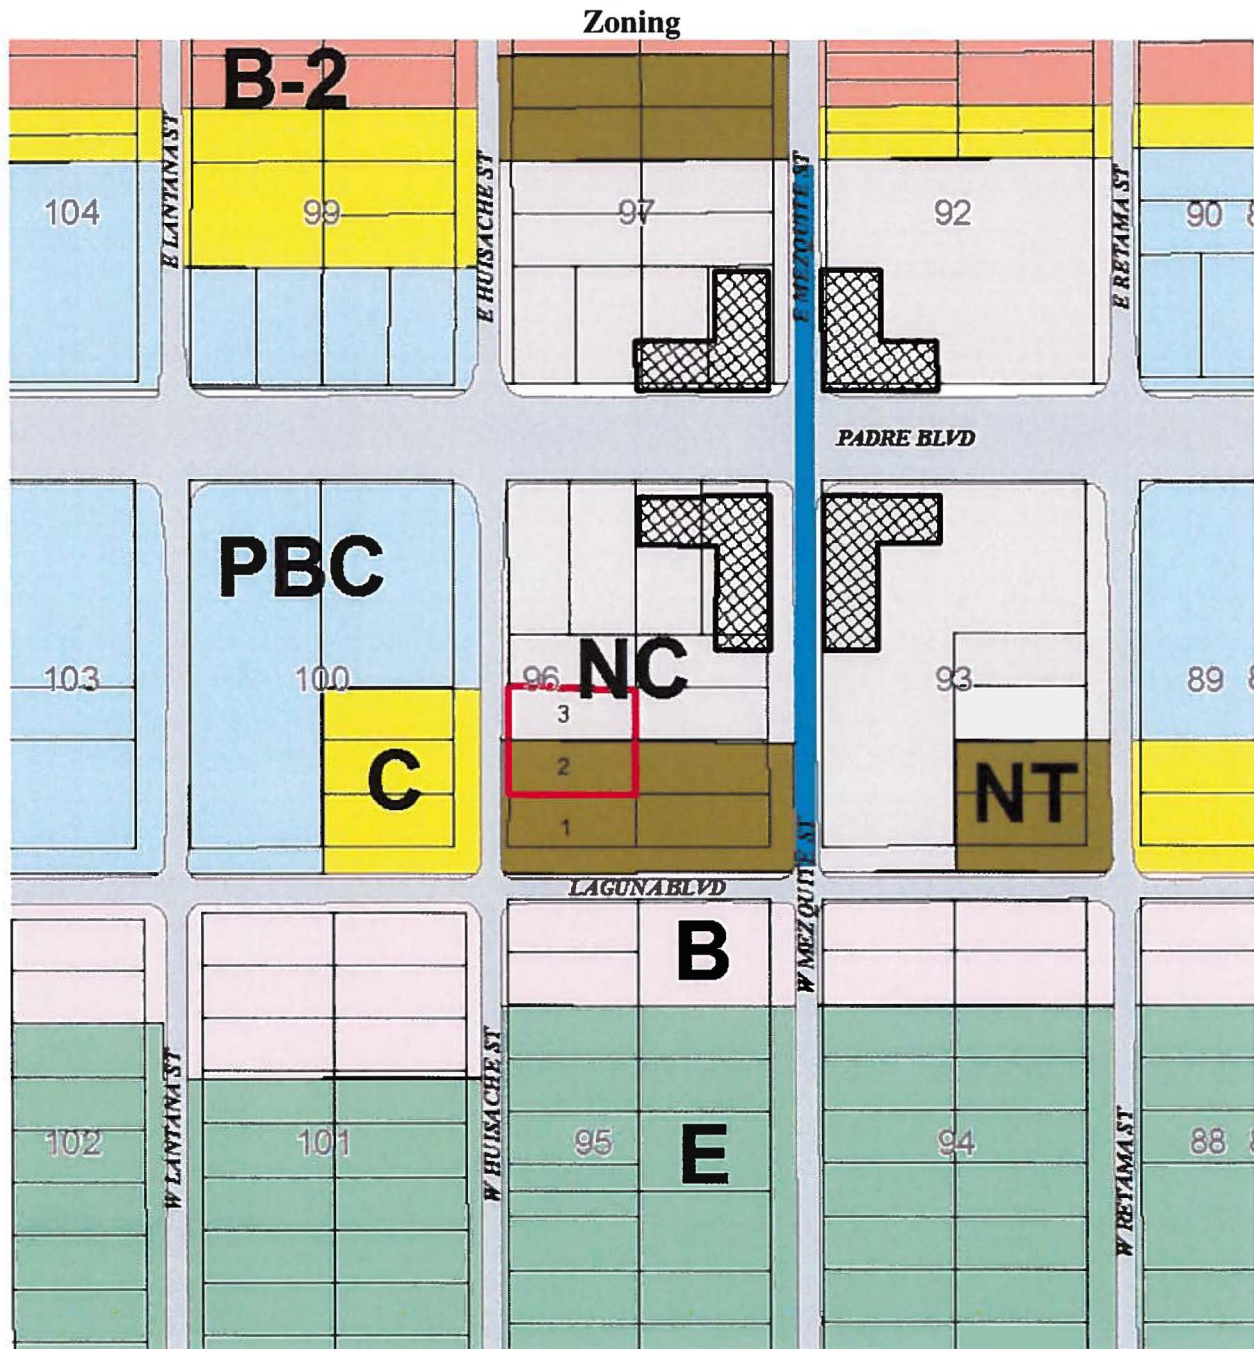 Zoning
B-2
E LANTANA ST
E HUISACHE ST
E MEZQUITE ST
E RETAMA ST
104
99
97
92
90
PADRE BLVD
PBC
NC
103
100
96
93
89
3
C
2
NT
1
LAGUNA BLVD
W MEZQUITE ST
B
W LANTANA ST
W HUISACHE ST
W RETAMA ST
102
101
95
94
88
E